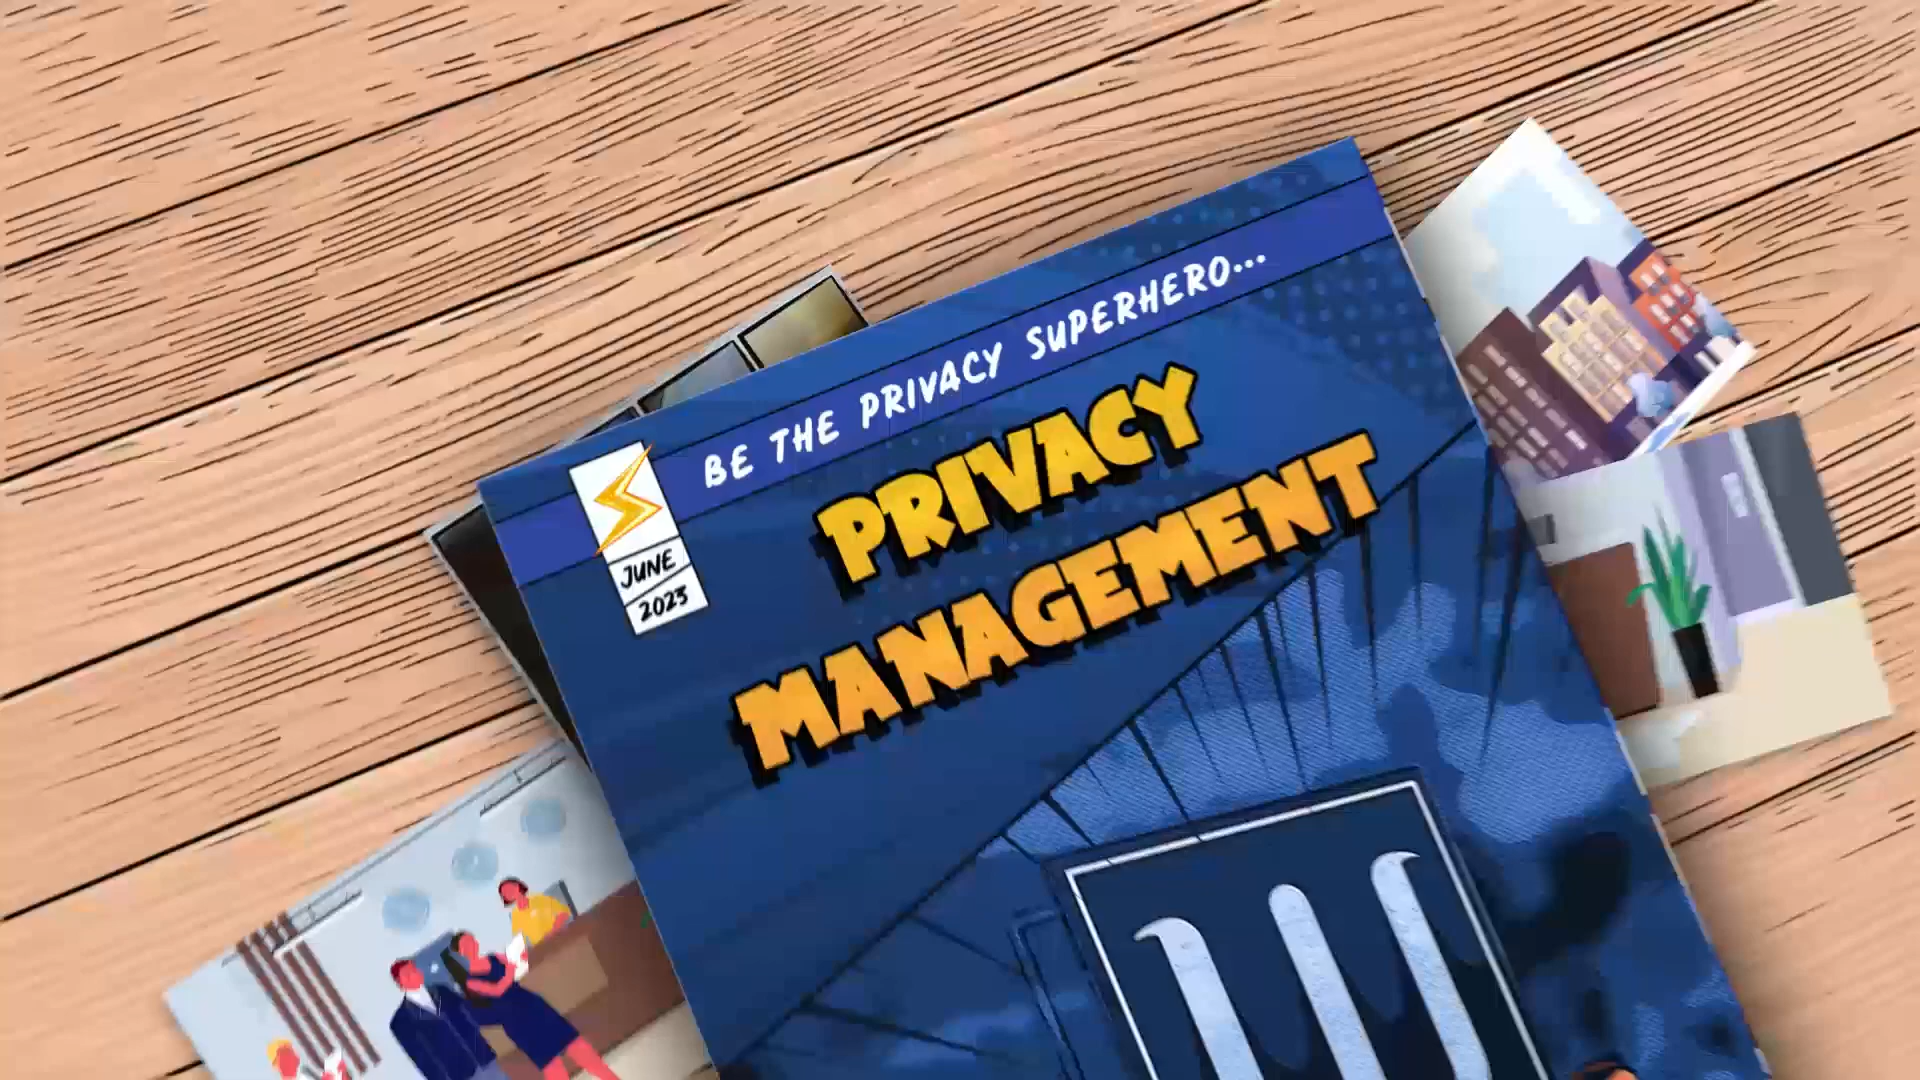 BE THE PRIVACY SUPERHERO...
JUNE
2023
PRIVACY
MANAGEMENT